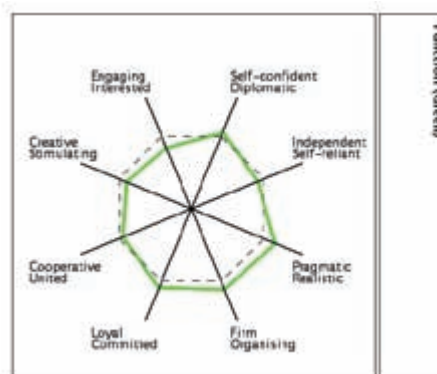 Engaging
Interested
Self-confident
Diplomatic
Creative
Stimulating
Independent
Self-reliant
Cooperative
United
Pragmatic
Realistic
Loyal
Committed
Firm
Organising